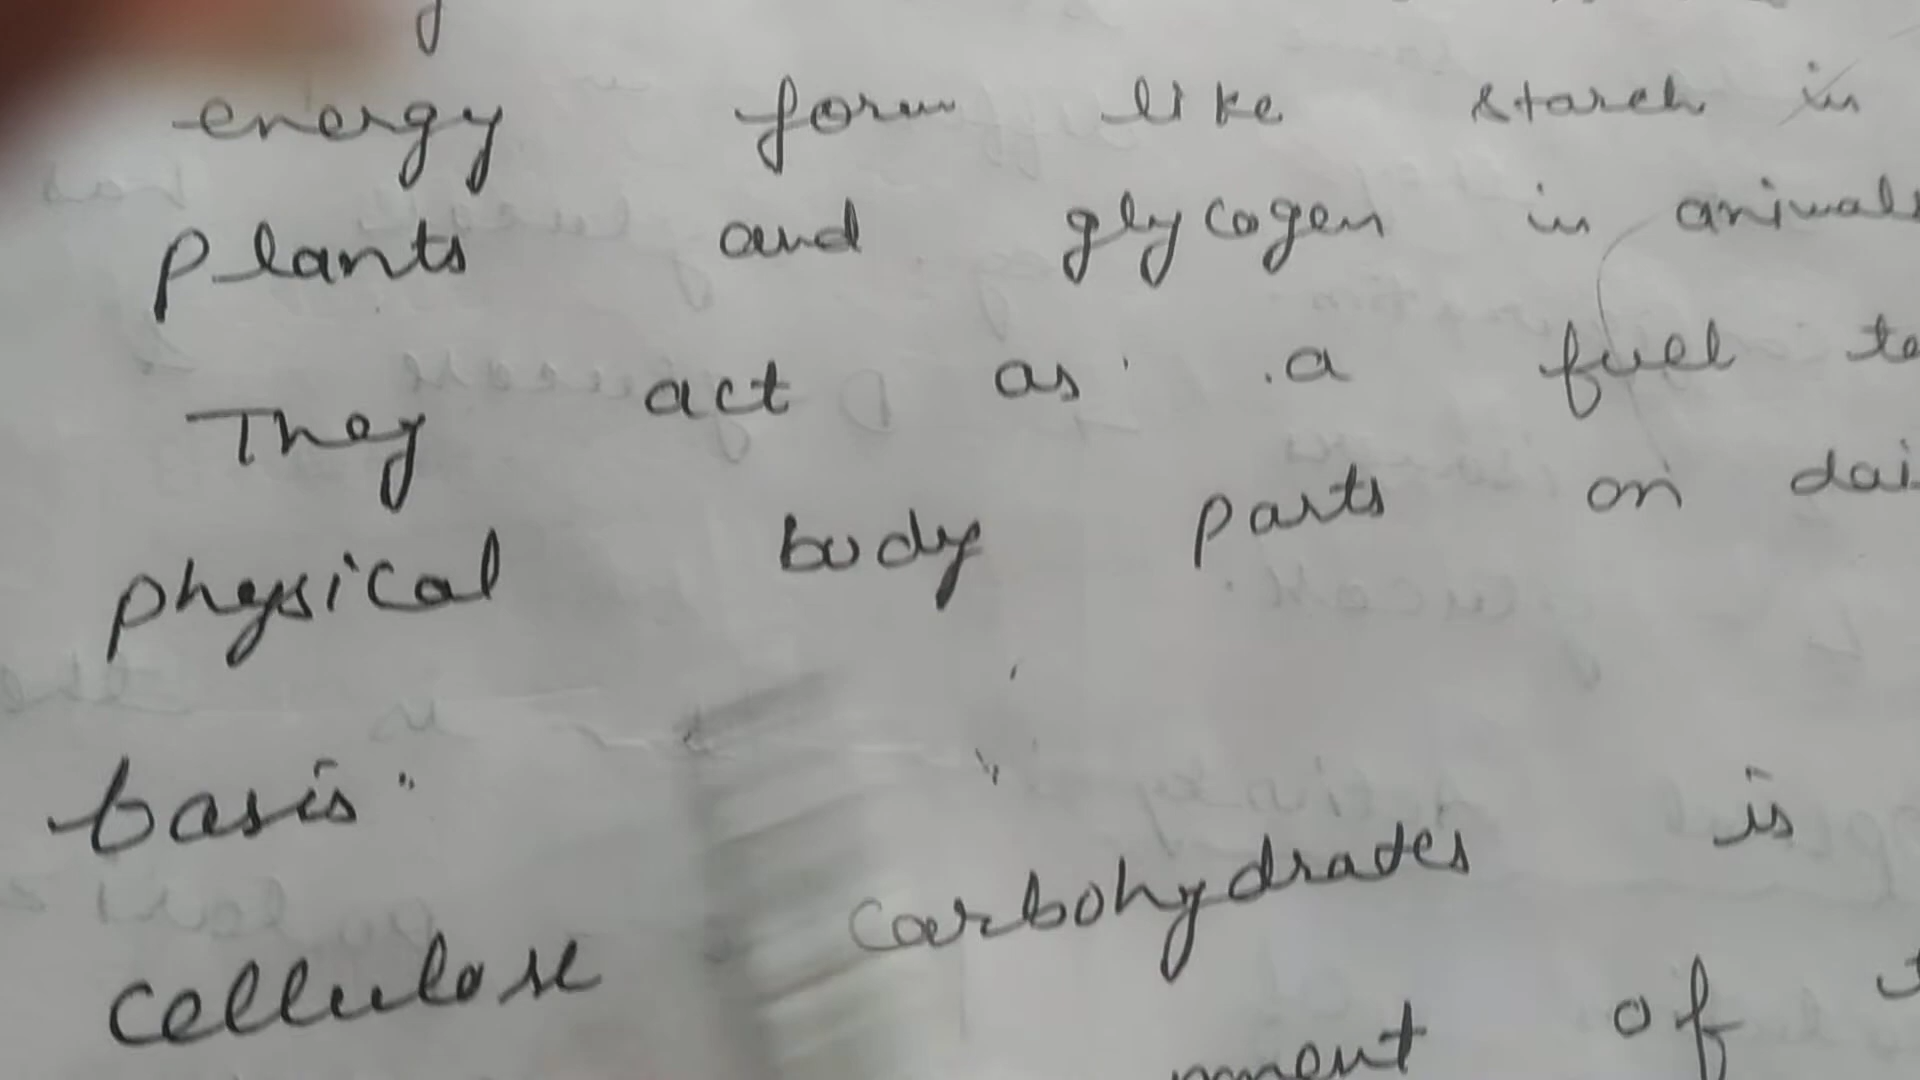 energy form like starch in
plants and glycogen in animals
They act as a fuel to
physical body parts on dai
basis.
cellulose carbohydrates is
mment of